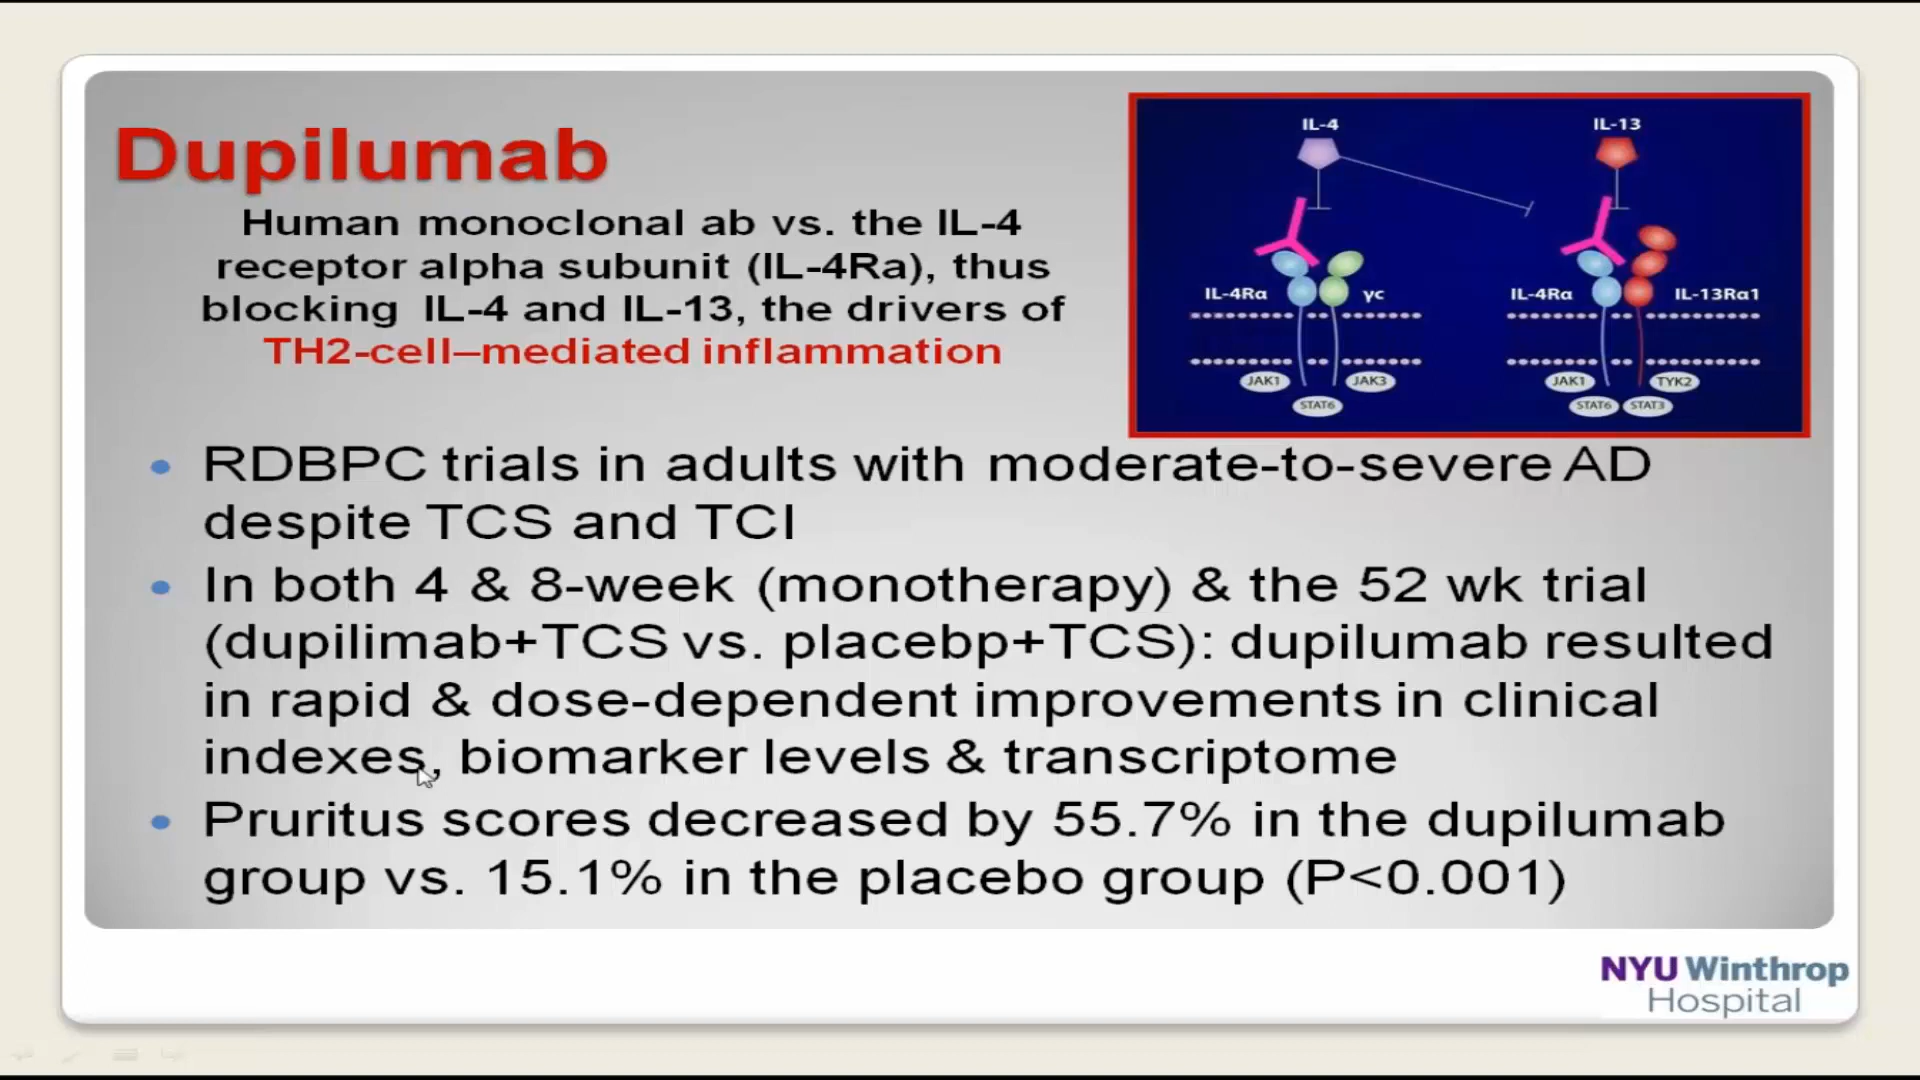 Dupilumab
Human monoclonal ab vs. the IL-4
receptor alpha subunit (IL-4Ra), thus
blocking IL-4 and IL-13, the drivers of
TH2-cell–mediated inflammation
IL-4
IL-13
IL-4Rα
γc
IL-4Rα
IL-13Rα1
JAK1
JAK3
JAK1
TYK2
STAT6
STAT6
STAT3
• RDBPC trials in adults with moderate-to-severe AD
despite TCS and TCI
• In both 4 & 8-week (monotherapy) & the 52 wk trial
(dupilimab+TCS vs. placebp+TCS): dupilumab resulted
in rapid & dose-dependent improvements in clinical
indexes, biomarker levels & transcriptome
• Pruritus scores decreased by 55.7% in the dupilumab
group vs. 15.1% in the placebo group (P<0.001)
NYU Winthrop
Hospital